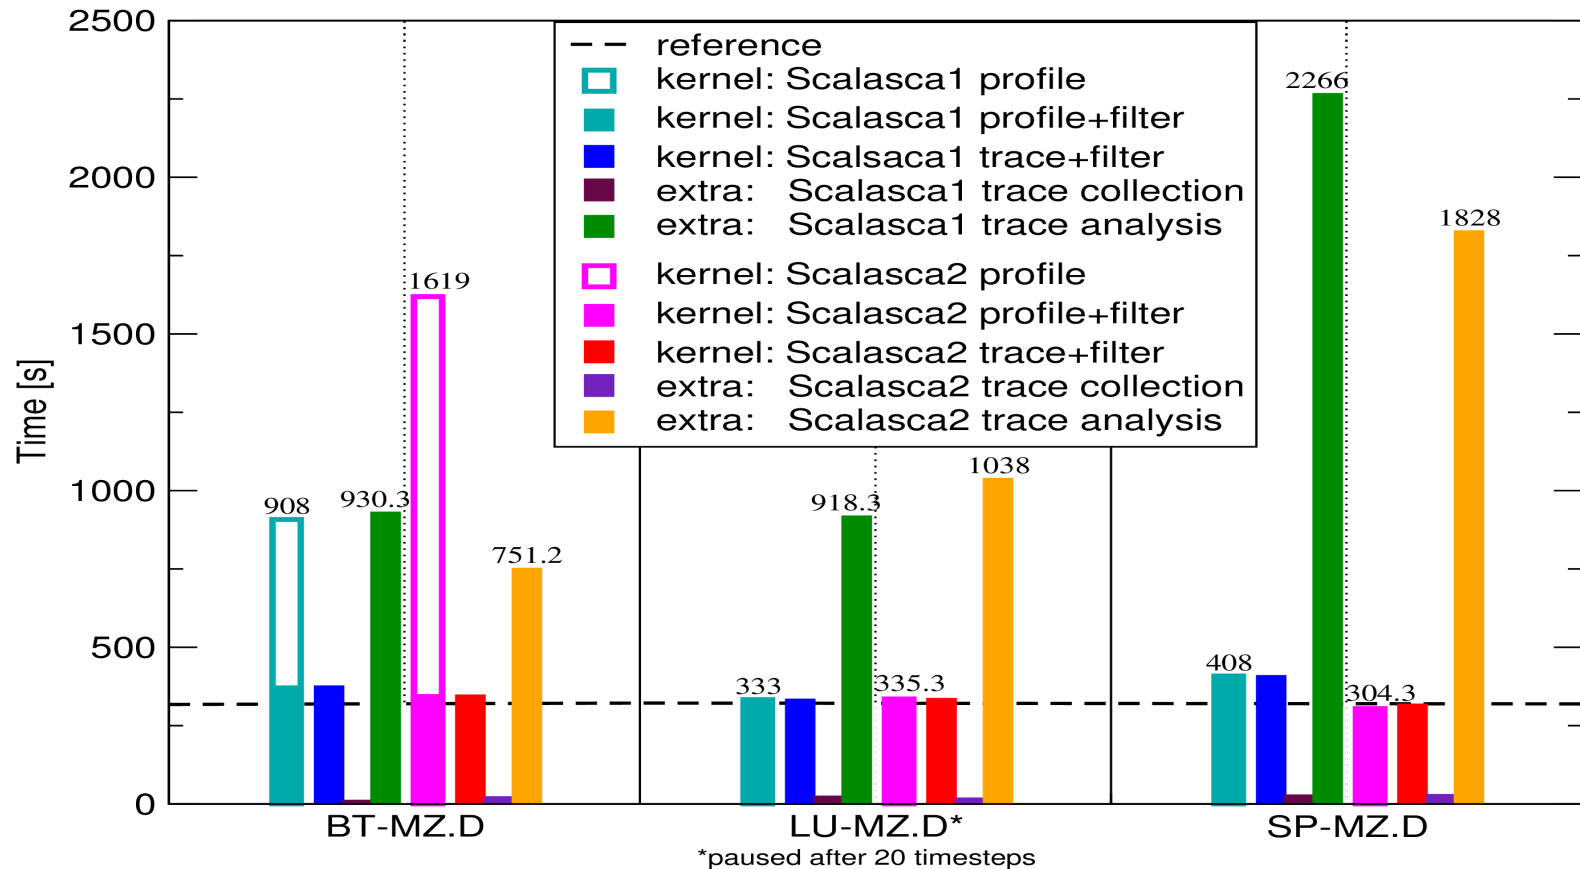 2500
2000
1500
1000
500
0
Time [s]
reference
kernel: Scalasca1 profile
kernel: Scalasca1 profile+filter
kernel: Scalsaca1 trace+filter
extra: Scalasca1 trace collection
extra: Scalasca1 trace analysis
kernel: Scalasca2 profile
kernel: Scalasca2 profile+filter
kernel: Scalasca2 trace+filter
extra: Scalasca2 trace collection
extra: Scalasca2 trace analysis
908
930.3
1619
751.2
333
918.3
335.3
1038
408
2266
304.3
1828
BT-MZ.D
LU-MZ.D*
SP-MZ.D
*paused after 20 timesteps